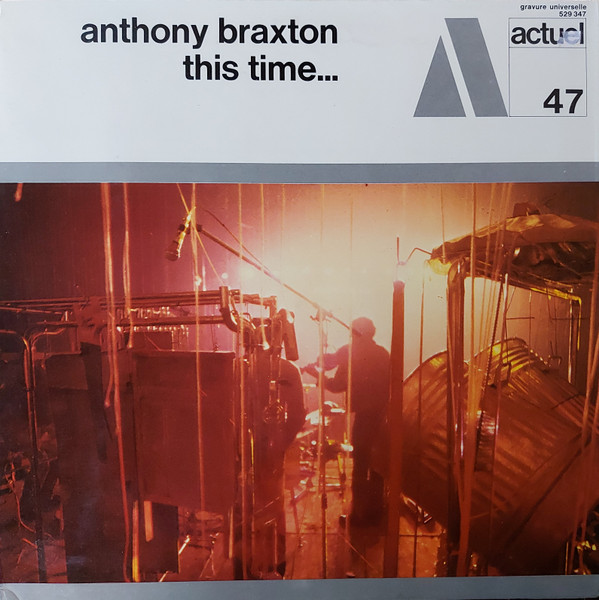 anthony braxton
this time...
gravure universelle
529 347
actuel
47